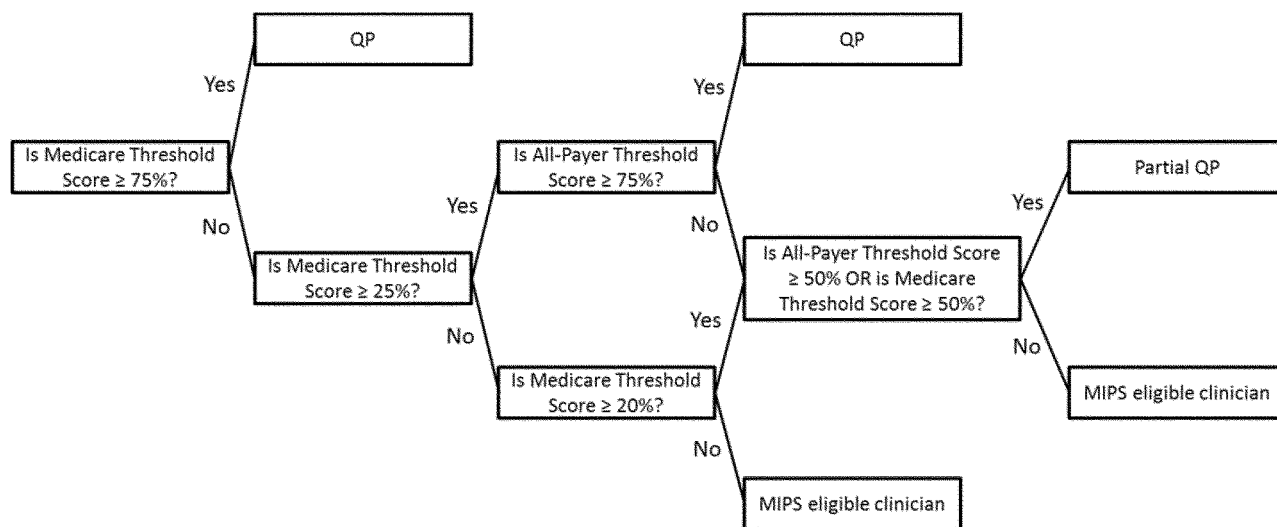 QP
QP
Yes
Yes
Is Medicare Threshold
Score ≥ 75%?
Is All-Payer Threshold
Score ≥ 75%?
Partial QP
No
Yes
No
Yes
Is Medicare Threshold
Score ≥ 25%?
Is All-Payer Threshold Score
≥ 50% OR is Medicare
Threshold Score ≥ 50%?
No
Yes
No
Is Medicare Threshold
Score ≥ 20%?
MIPS eligible clinician
No
MIPS eligible clinician